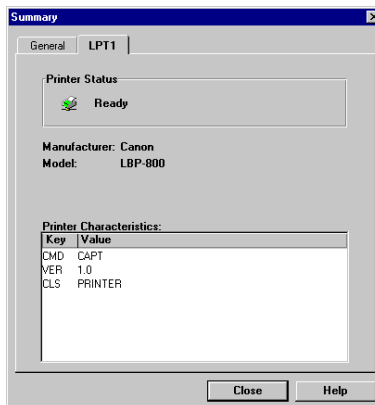 Summary
General LPT1
Printer Status
Ready
Manufacturer: Canon
Model: LBP-800
Printer Characteristics:
Key Value
CMD CAPT
VER 1.0
CLS PRINTER
Close Help